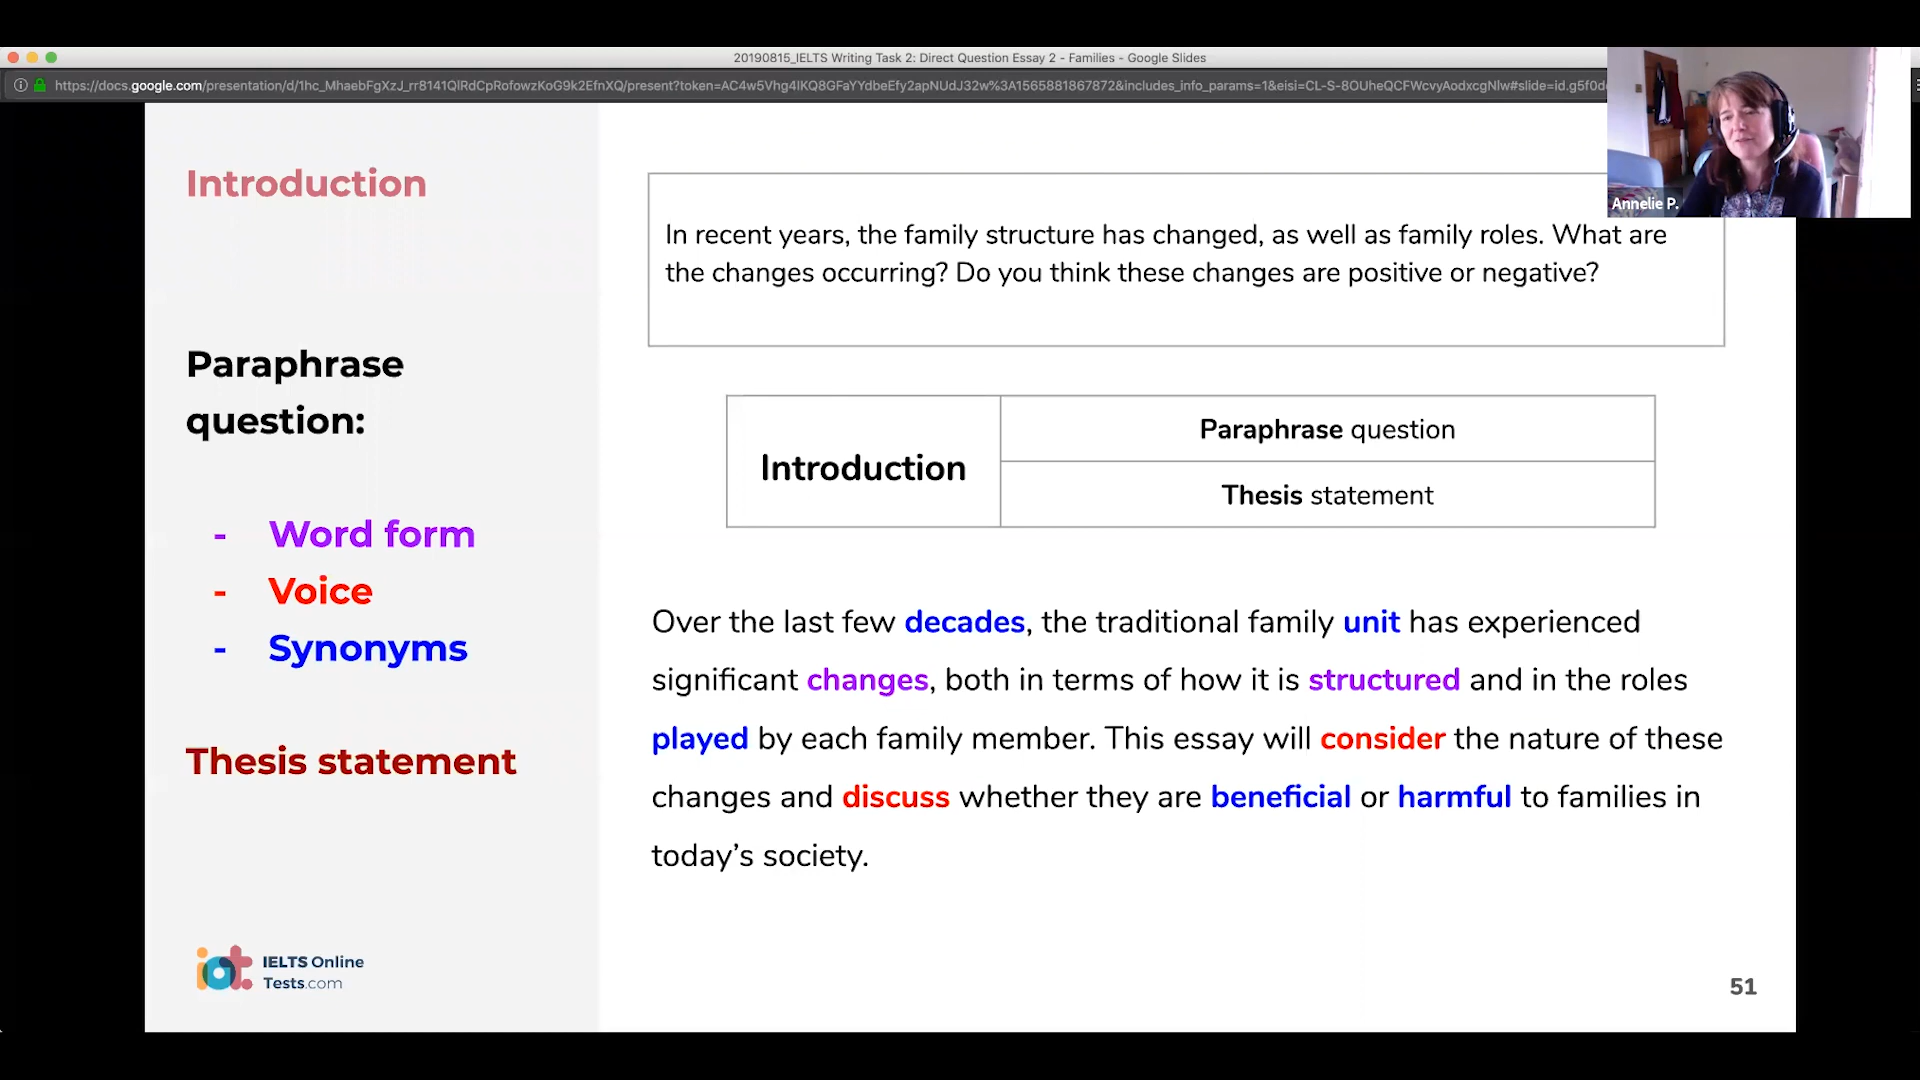 20190815_IELTS Writing Task 2: Direct Question Essay 2 - Families - Google Slides
Annelie P.
Introduction
In recent years, the family structure has changed, as well as family roles. What are
the changes occurring? Do you think these changes are positive or negative?
Paraphrase
question:
- Word form
- Voice
- Synonyms
Thesis statement
Introduction
Paraphrase question
Thesis statement
Over the last few decades, the traditional family unit has experienced
significant changes, both in terms of how it is structured and in the roles
played by each family member. This essay will consider the nature of these
changes and discuss whether they are beneficial or harmful to families in
today’s society.
iot.
IELTS Online
Tests.com
51